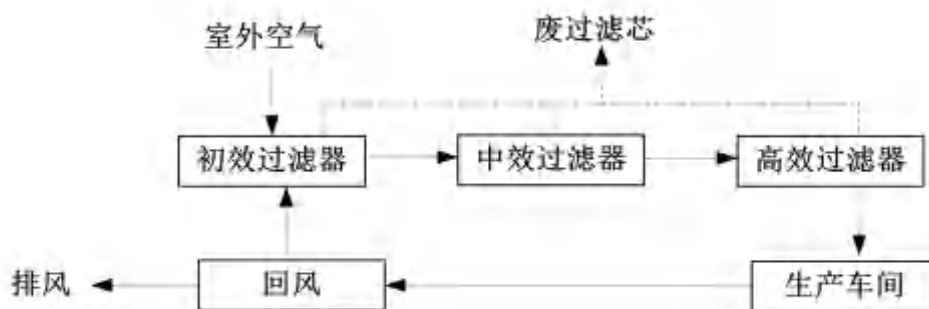 室外空气
废过滤芯
初效过滤器
中效过滤器
高效过滤器
排风
回风
生产车间